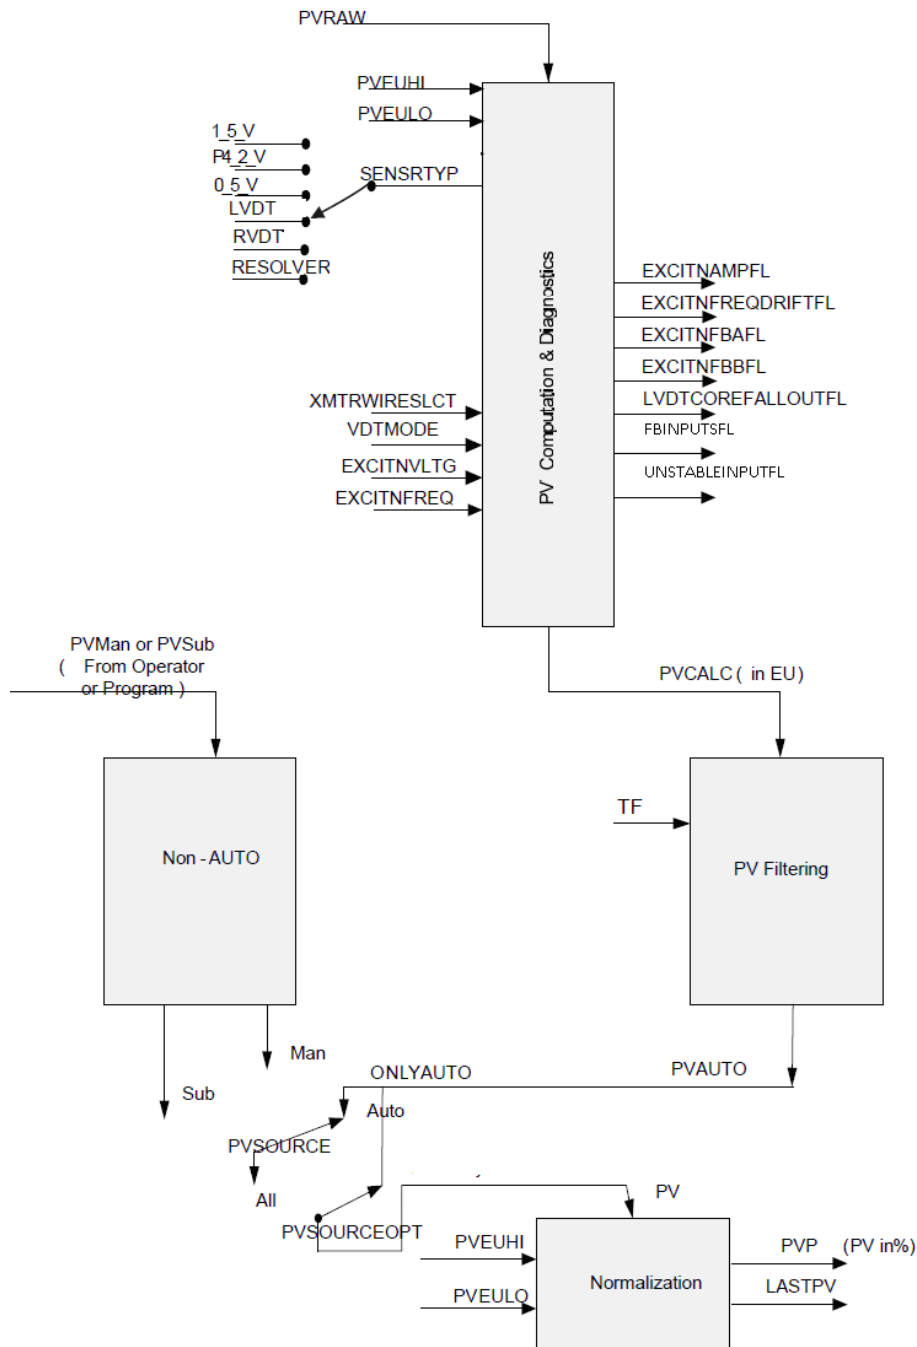 PVRAW
PVEUHI
PVEULO
1_5_V
P4_2_V
0_5_V
LVDT
RVDT
RESOLVER
SENSRTYP
PV Computation & Diagnostics
EXCITNAMPFL
EXCITNFREQDRIFTFL
EXCITNFBAFL
EXCITNFBBFL
LVDTCOREFALLOUTFL
FBINPUTSFL
UNSTABLEINPUTFL
XMTRWIRESLCT
VDTMODE
EXCITNVLTG
EXCITNFREQ
PVMan or PVSub
( From Operator
or Program )
PVCALC ( in EU)
Non - AUTO
TF
PV Filtering
Man
Sub
ONLYAUTO
PVAUTO
Auto
PVSOURCE
All
PVSOURCEOPT
PV
PVEUHI
PVEULO
Normalization
PVP (PV in%)
LASTPV